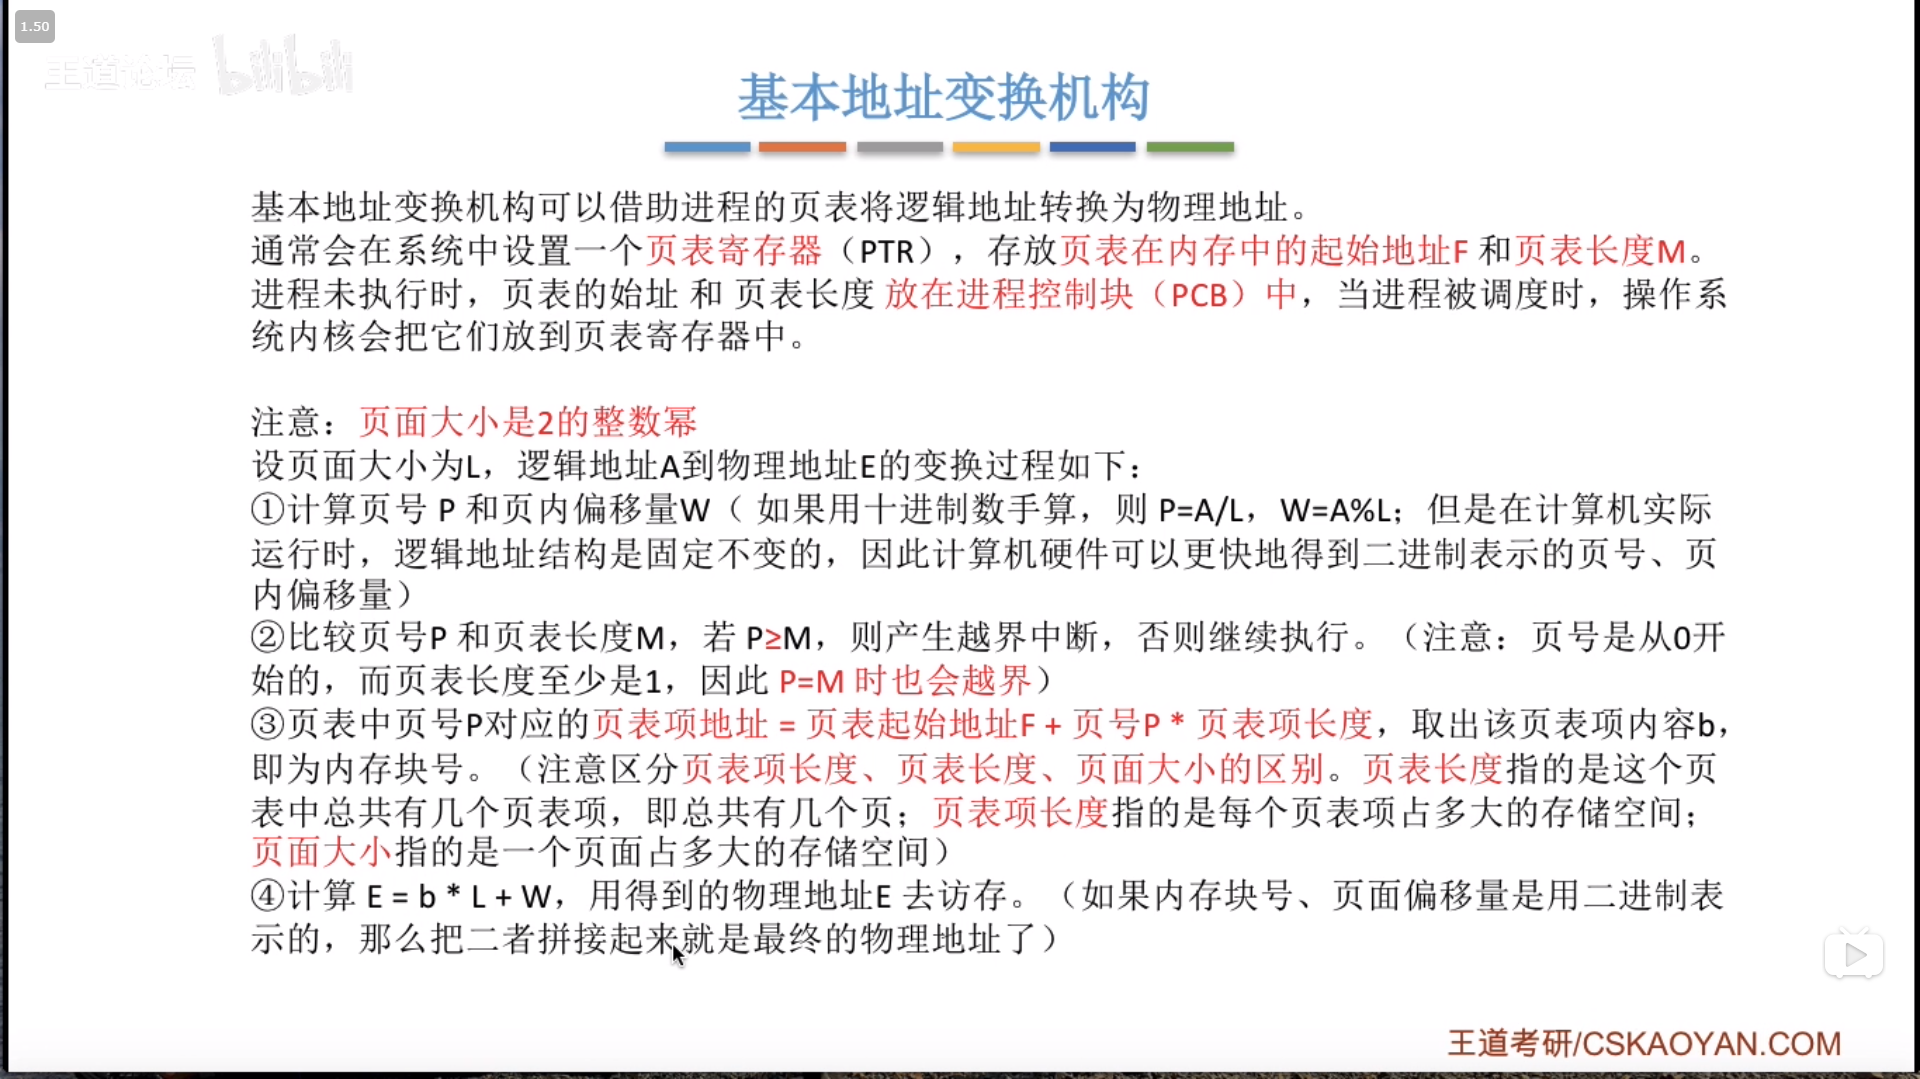 1.50
王道论坛 bilibili
基本地址变换机构
基本地址变换机构可以借助进程的页表将逻辑地址转换为物理地址。
通常会在系统中设置一个页表寄存器（PTR），存放页表在内存中的起始地址F 和页表长度M。
进程未执行时，页表的始址 和 页表长度 放在进程控制块（PCB）中，当进程被调度时，操作系
统内核会把它们放到页表寄存器中。
注意：页面大小是2的整数幂
设页面大小为L，逻辑地址A到物理地址E的变换过程如下：
①计算页号 P 和页内偏移量W（ 如果用十进制数手算，则 P=A/L，W=A%L；但是在计算机实际
运行时，逻辑地址结构是固定不变的，因此计算机硬件可以更快地得到二进制表示的页号、页
内偏移量）
②比较页号P 和页表长度M，若 P≥M，则产生越界中断，否则继续执行。（注意：页号是从0开
始的，而页表长度至少是1，因此 P=M 时也会越界）
③页表中页号P对应的页表项地址 = 页表起始地址F + 页号P * 页表项长度，取出该页表项内容b，
即为内存块号。（注意区分页表项长度、页表长度、页面大小的区别。页表长度指的是这个页
表中总共有几个页表项，即总共有几个页；页表项长度指的是每个页表项占多大的存储空间；
页面大小指的是一个页面占多大的存储空间）
④计算 E = b * L + W，用得到的物理地址E 去访存。（如果内存块号、页面偏移量是用二进制表
示的，那么把二者拼接起来就是最终的物理地址了）
王道考研/CSKAOYAN.COM